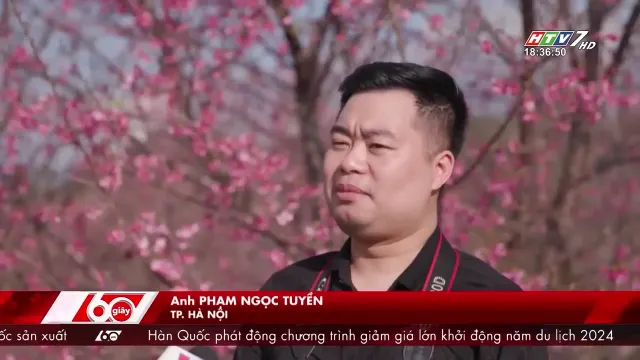 HTV7 HD
18:36:50
60 giây
Anh PHẠM NGỌC TUYẾN
TP. HÀ NỘI
ốc sản xuất 60 Hàn Quốc phát động chương trình giảm giá lớn khởi động năm du lịch 2024